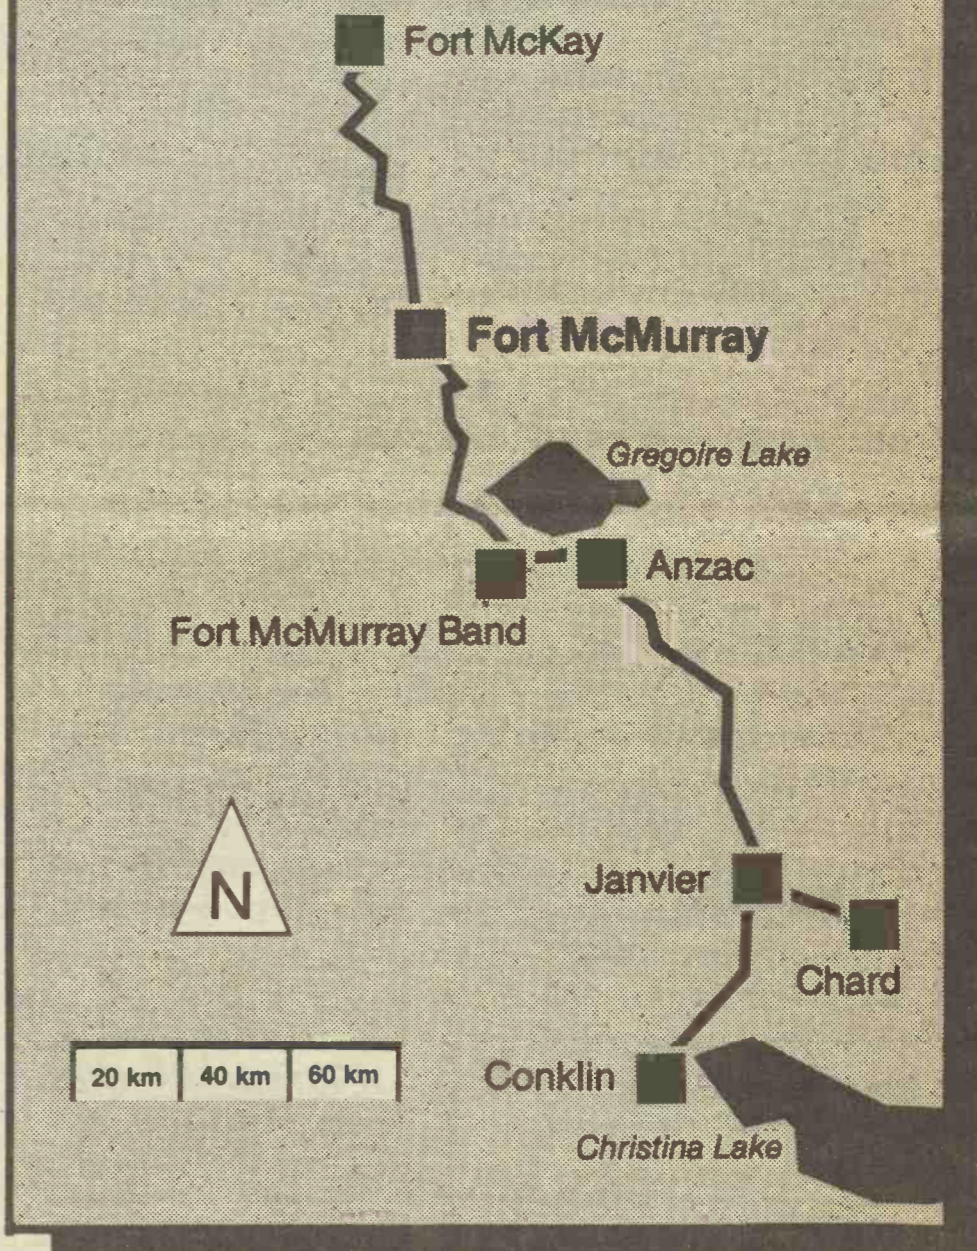 Fort McKay
Fort McMurray
Gregoire Lake
Anzac
Fort McMurray Band
N
Janvier
Chard
20 km 40 km 60 km
Conklin
Christina Lake